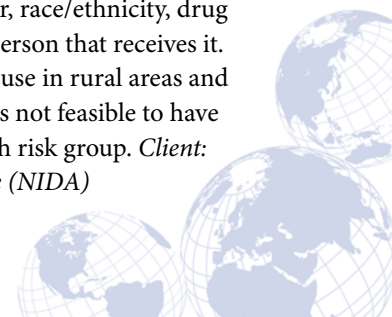 r, race/ethnicity, drug
erson that receives it.
use in rural areas and
s not feasible to have
h risk group. Client:
(NIDA)